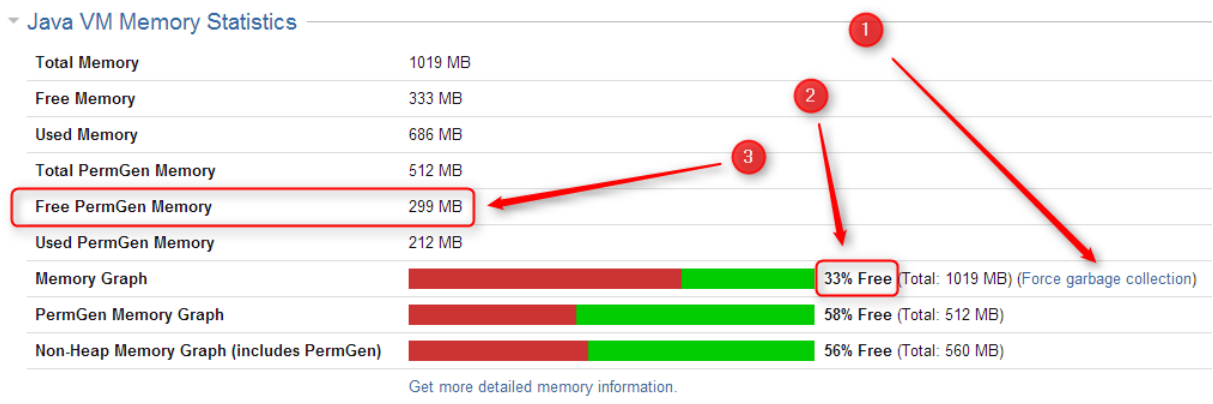 Java VM Memory Statistics
1
Total Memory 1019 MB
Free Memory 333 MB
2
Used Memory 686 MB
3
Total PermGen Memory 512 MB
Free PermGen Memory 299 MB
Used PermGen Memory 212 MB
Memory Graph 33% Free (Total: 1019 MB) (Force garbage collection)
PermGen Memory Graph 58% Free (Total: 512 MB)
Non-Heap Memory Graph (includes PermGen) 56% Free (Total: 560 MB)
Get more detailed memory information.